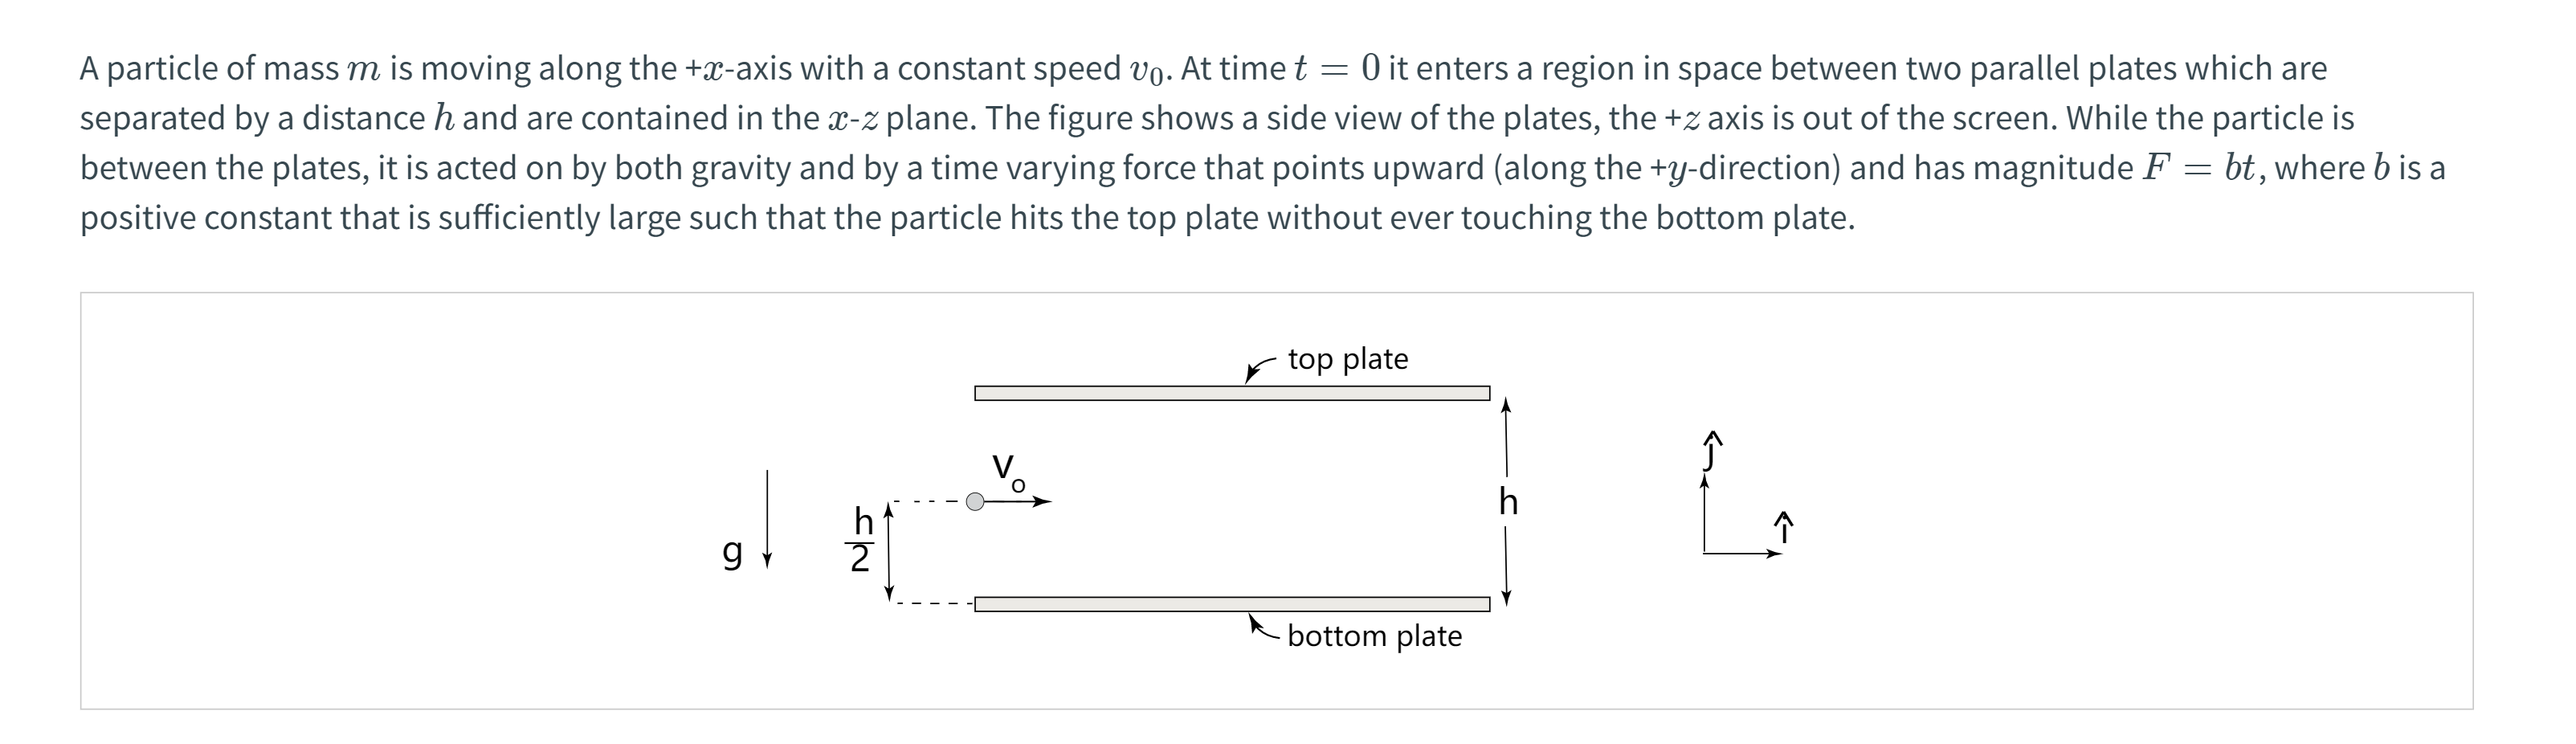 A particle of mass m is moving along the +x-axis with a constant speed v₀. At time t = 0 it enters a region in space between two parallel plates which are
separated by a distance h and are contained in the x-z plane. The figure shows a side view of the plates, the +z axis is out of the screen. While the particle is
between the plates, it is acted on by both gravity and by a time varying force that points upward (along the +y-direction) and has magnitude F = bt, where b is a
positive constant that is sufficiently large such that the particle hits the top plate without ever touching the bottom plate.
top plate
ĵ
v₀
h
h
î
g
2
bottom plate